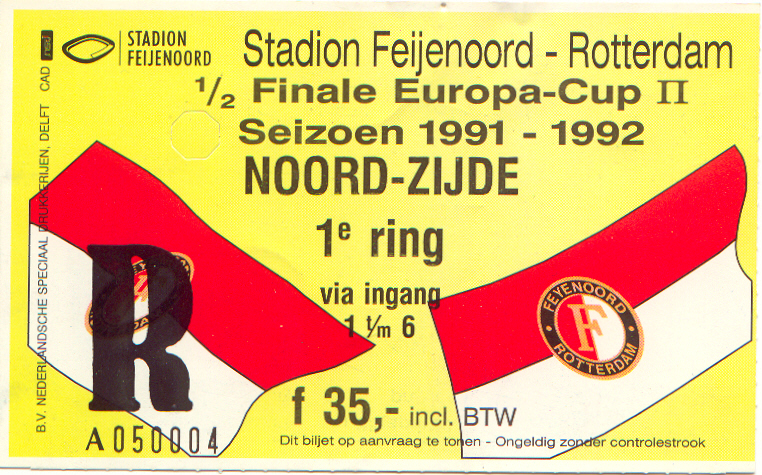 STADION
FEIJENOORD
Stadion Feijenoord - Rotterdam
½ Finale Europa-Cup II
Seizoen 1991 - 1992
NOORD-ZIJDE
1e ring
via ingang
1 t/m 6
f 35,- incl. BTW
Dit biljet op aanvraag te tonen - Ongeldig zonder controlestrook
R
A050004
FEYENOORD
F
ROTTERDAM
B.V. NEDERLANDSCHE SPECIAAL DRUKKERIJEN, DELFT CAD